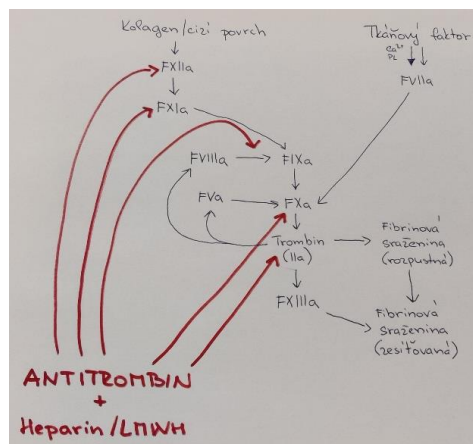 Kolagen/cizí povrch
Tkáňový faktor
Ca2+
PL
FXIIa
FVIIa
FXIa
FVIIIa
FIXa
FVa
FXa
Trombin
(IIa)
Fibrinová
sraženina
(rozpustná)
FXIIIa
Fibrinová
sraženina
(zesíťovaná)
ANTITROMBIN
+
Heparin/LMWH